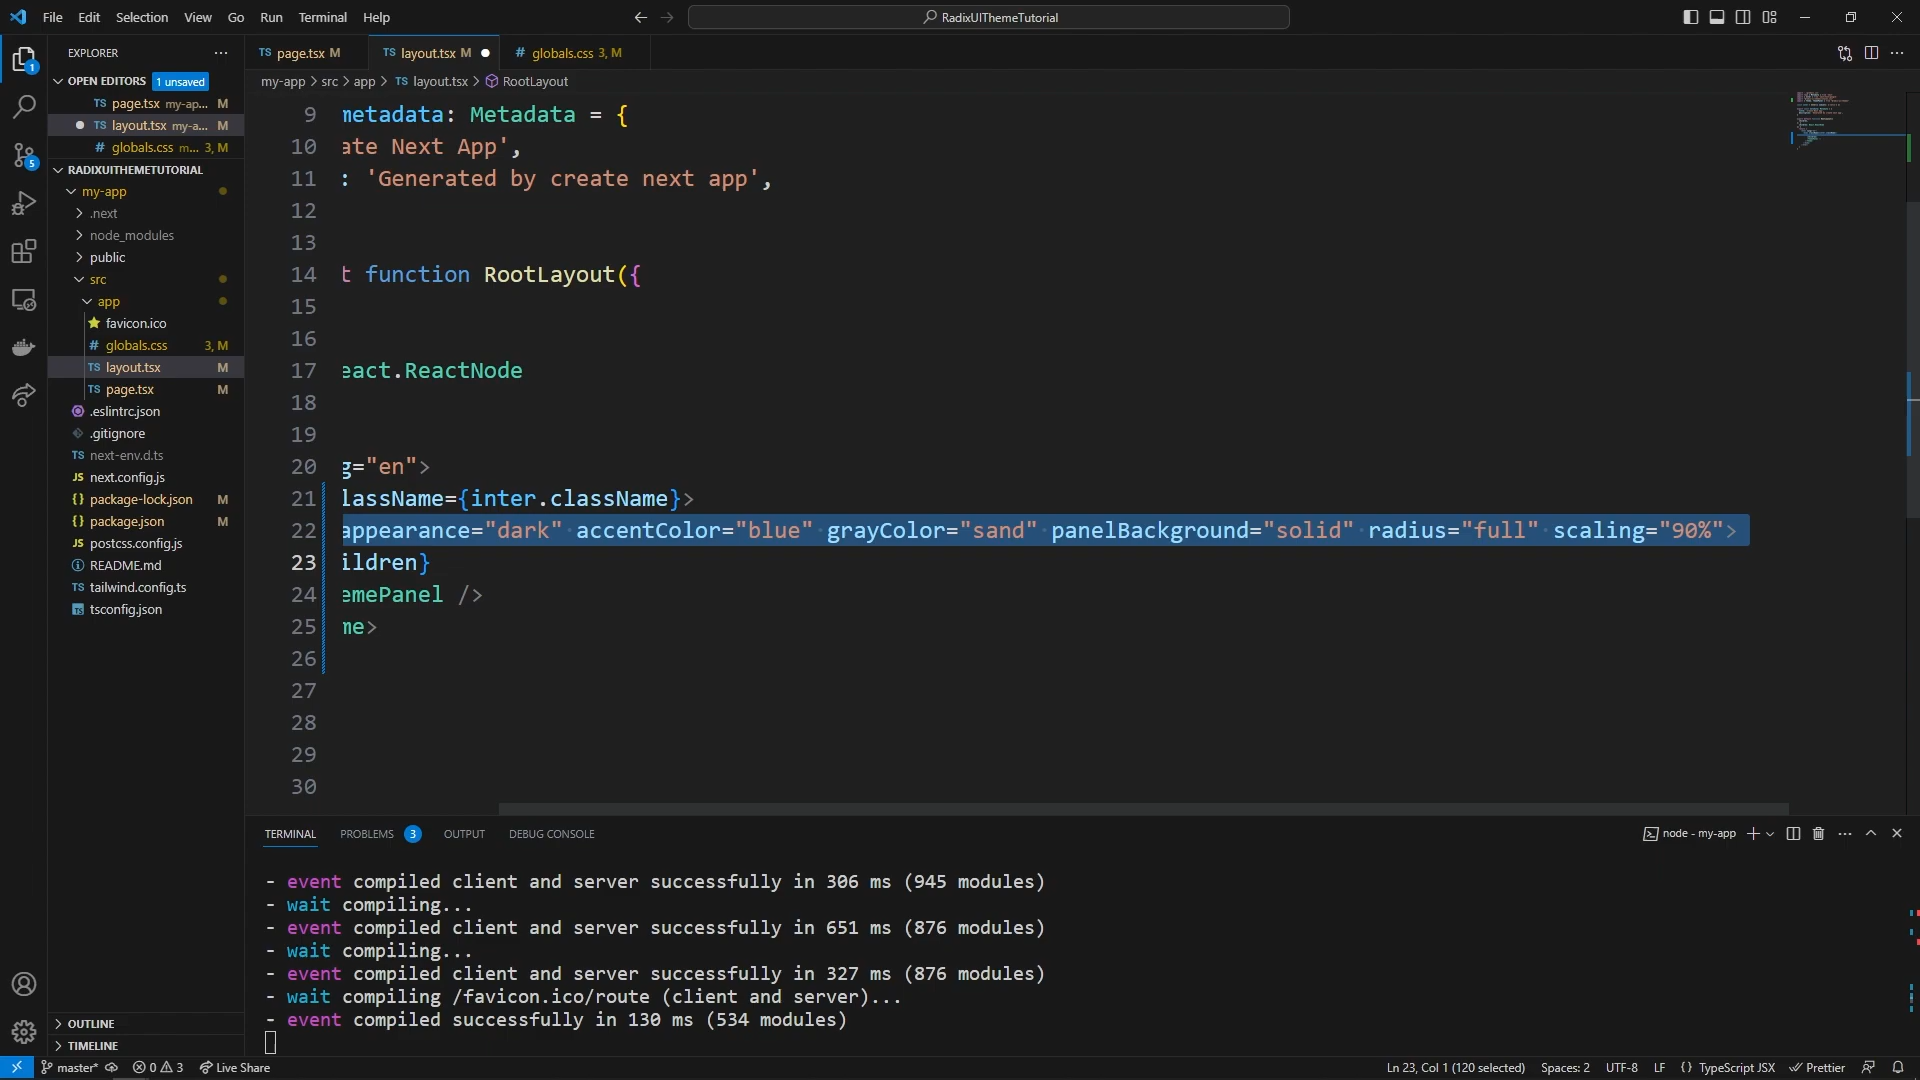 File Edit Selection View Go Run Terminal Help
RadixUIThemeTutorial
EXPLORER
page.tsx M
TS layout.tsx M
# globals.css 3, M
OPEN EDITORS 1 unsaved
my-app > src > app > TS layout.tsx > RootLayout
TS page.tsx my-ap... M
TS layout.tsx my-a... M
# globals.css m... 3, M
RADIXUITHEMETUTORIAL
my-app
.next
node_modules
public
src
app
favicon.ico
# globals.css 3, M
TS layout.tsx M
TS page.tsx M
.eslintrc.json
.gitignore
TS next-env.d.ts
JS next.config.js
{} package-lock.json M
{} package.json M
JS postcss.config.js
README.md
TS tailwind.config.ts
tsconfig.json
OUTLINE
TIMELINE
9 metadata: Metadata = {
10 ate Next App',
11 : 'Generated by create next app',
12
13
14 t function RootLayout({
15
16
17 eact.ReactNode
18
19
20 g="en">
21 lassName={inter.className}>
22 appearance="dark" accentColor="blue" grayColor="sand" panelBackground="solid" radius="full" scaling="90%">
23 ildren}
24 emePanel />
25 me>
26
27
28
29
30
TERMINAL PROBLEMS 3 OUTPUT DEBUG CONSOLE
node - my-app
- event compiled client and server successfully in 306 ms (945 modules)
- wait compiling...
- event compiled client and server successfully in 651 ms (876 modules)
- wait compiling...
- event compiled client and server successfully in 327 ms (876 modules)
- wait compiling /favicon.ico/route (client and server)...
- event compiled successfully in 130 ms (534 modules)
master* 0 3 Live Share
Ln 23, Col 1 (120 selected) Spaces: 2 UTF-8 LF {} TypeScript JSX Prettier